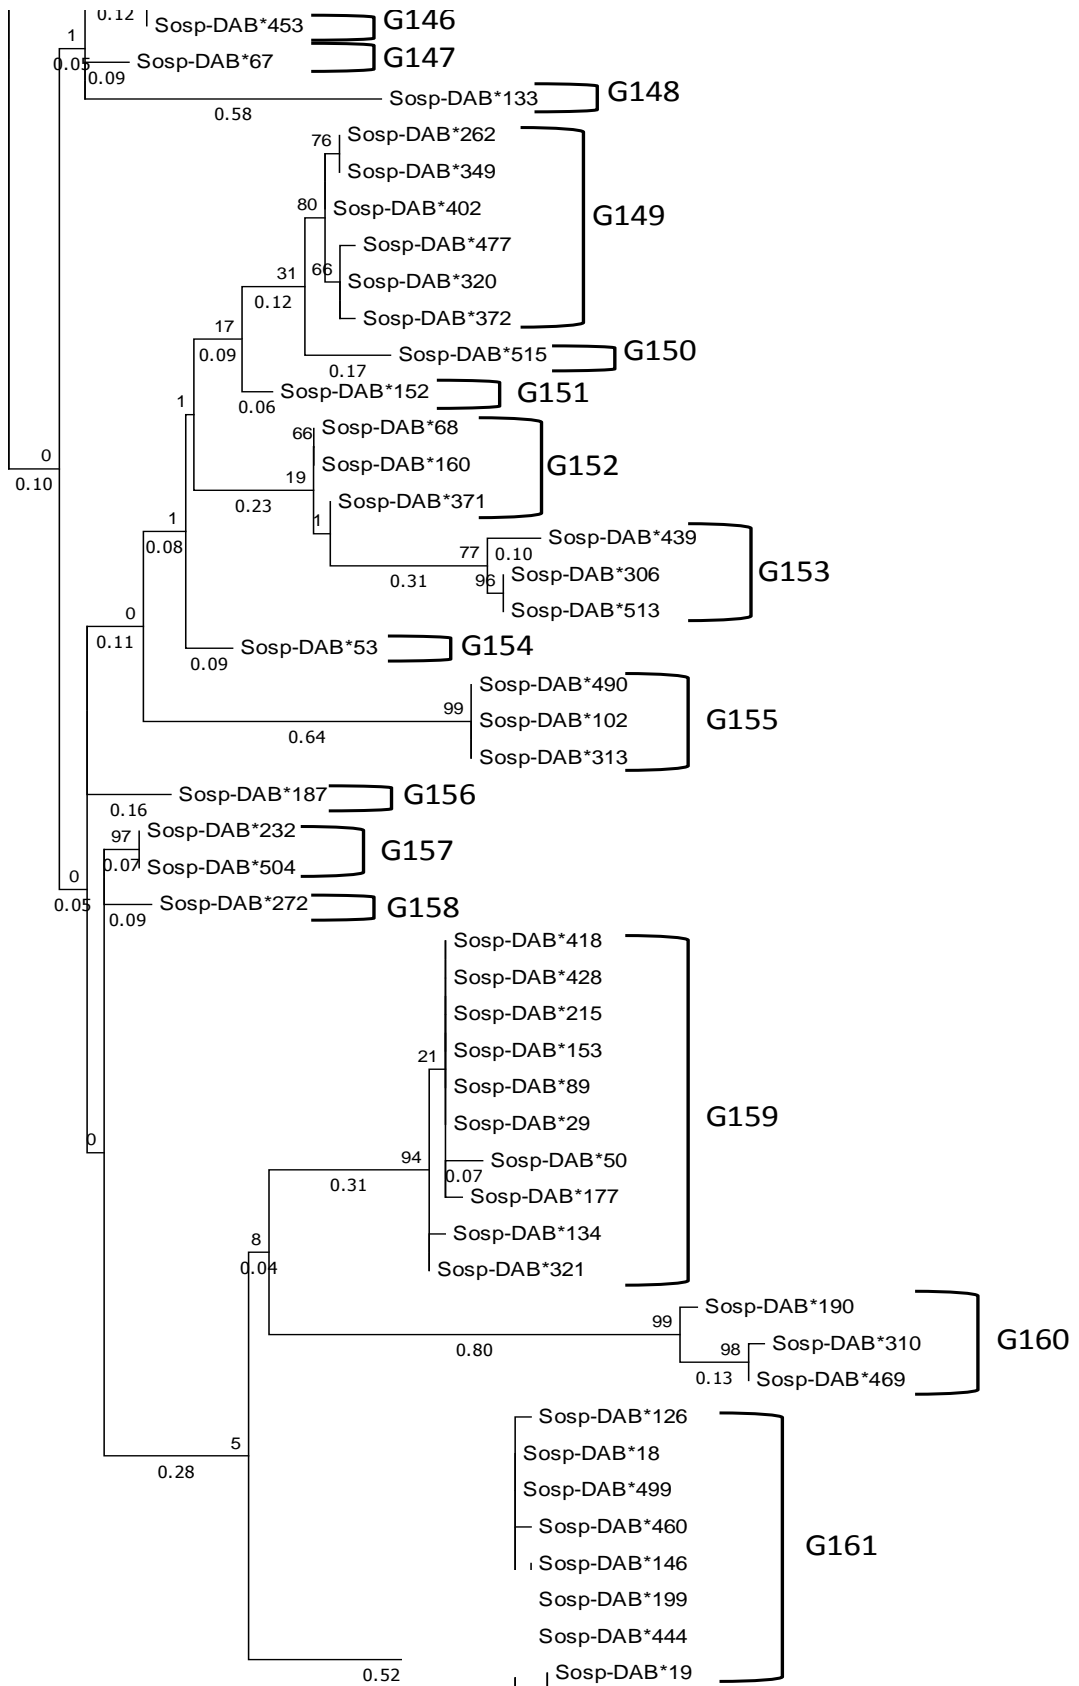 0.12
Sosp-DAB*453
G146
1
0.05
Sosp-DAB*67
G147
0.09
Sosp-DAB*133
G148
0.58
76
Sosp-DAB*262
Sosp-DAB*349
80
Sosp-DAB*402
G149
Sosp-DAB*477
31
66
Sosp-DAB*320
0.12
Sosp-DAB*372
17
0.09
Sosp-DAB*515
G150
0.17
Sosp-DAB*152
G151
0.06
1
66
Sosp-DAB*68
0
0.10
Sosp-DAB*160
G152
19
0.23
Sosp-DAB*371
1
1
0.08
Sosp-DAB*439
77
0.10
G153
0.31
96
Sosp-DAB*306
Sosp-DAB*513
0
0.11
Sosp-DAB*53
G154
0.09
Sosp-DAB*490
99
Sosp-DAB*102
G155
0.64
Sosp-DAB*313
Sosp-DAB*187
G156
0.16
97
Sosp-DAB*232
G157
0.07
Sosp-DAB*504
0
0.05
Sosp-DAB*272
G158
0.09
Sosp-DAB*418
Sosp-DAB*428
Sosp-DAB*215
21
Sosp-DAB*153
Sosp-DAB*89
G159
Sosp-DAB*29
0
94
Sosp-DAB*50
0.31
0.07
Sosp-DAB*177
8
Sosp-DAB*134
0.04
Sosp-DAB*321
Sosp-DAB*190
99
G160
0.80
98
Sosp-DAB*310
0.13
Sosp-DAB*469
Sosp-DAB*126
5
Sosp-DAB*18
0.28
Sosp-DAB*499
Sosp-DAB*460
G161
Sosp-DAB*146
Sosp-DAB*199
Sosp-DAB*444
0.52
Sosp-DAB*19